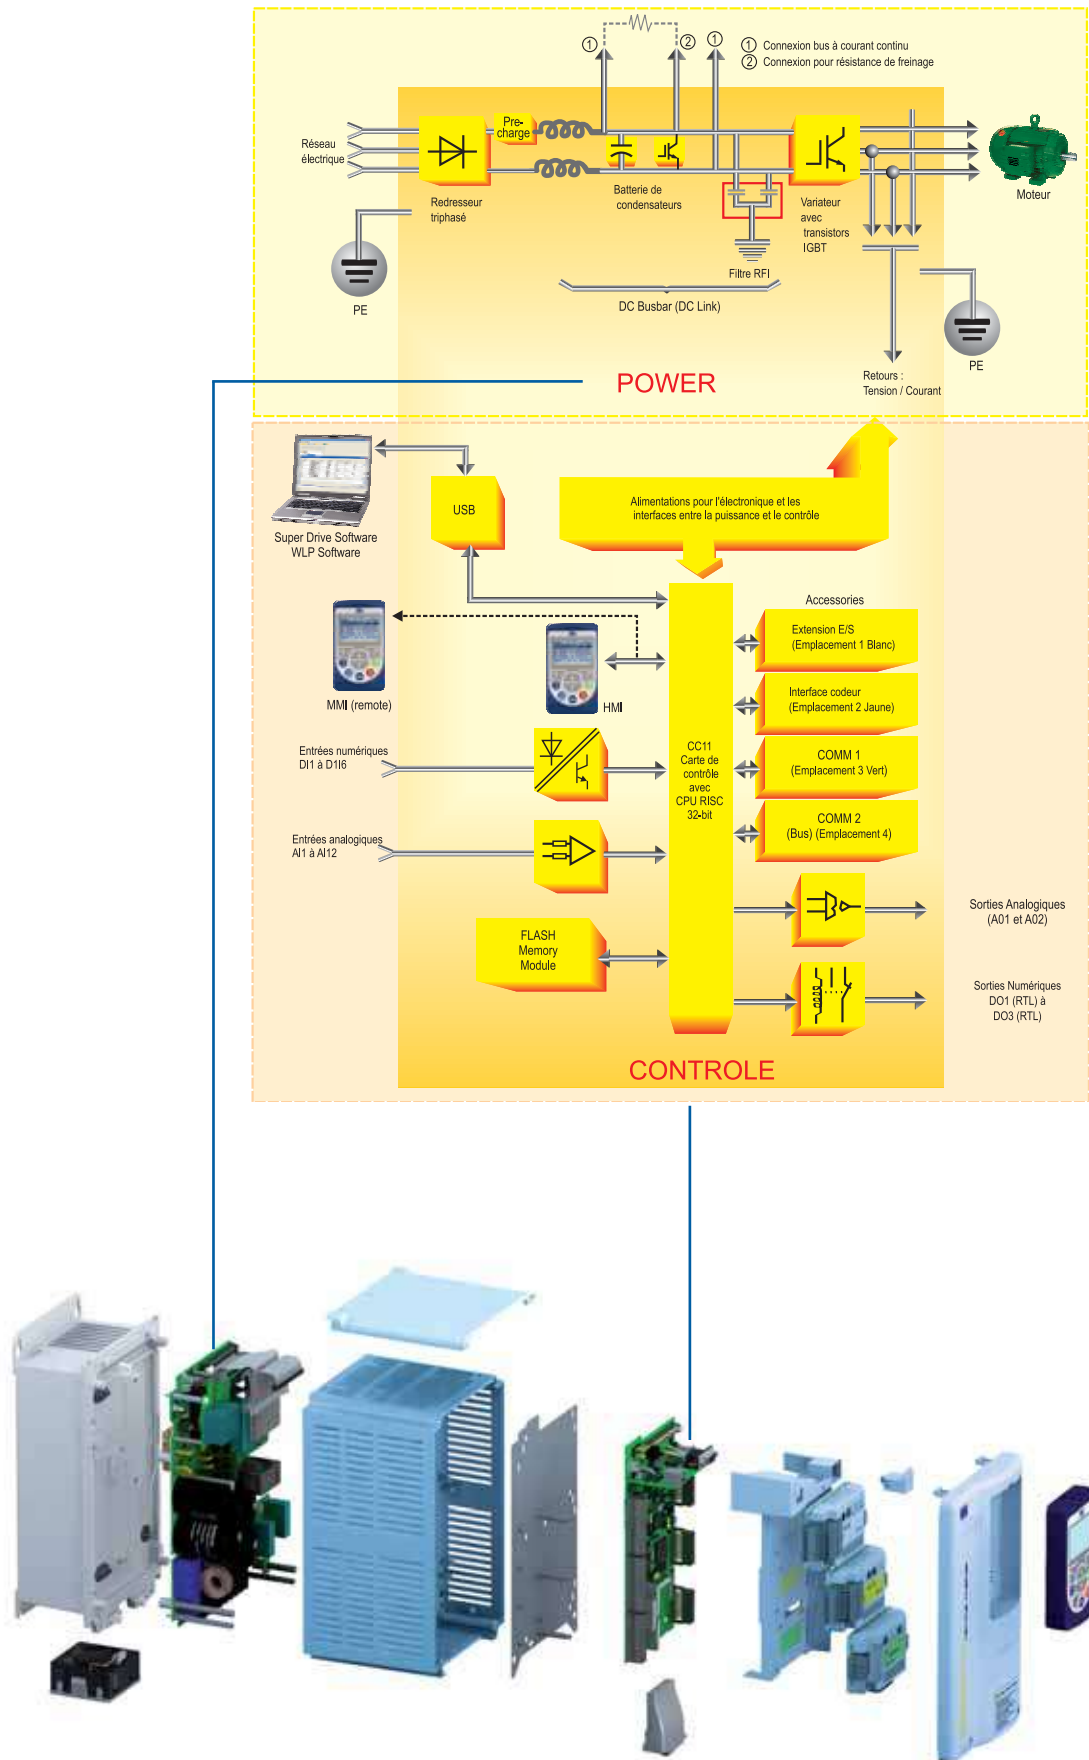 ① Connexion bus à courant continu
② Connexion pour résistance de freinage
① ② ①
Pre-
charge
Réseau
électrique
Redresseur
triphasé
Batterie de
condensateurs
Variateur
avec
transistors
IGBT
Moteur
Filtre RFI
PE
DC Busbar (DC Link)
PE
Retours :
Tension / Courant
POWER
USB
Super Drive Software
WLP Software
Alimentations pour l'électronique et les
interfaces entre la puissance et le contrôle
Accessories
Extension E/S
(Emplacement 1 Blanc)
MMI (remote)
HMI
Interface codeur
(Emplacement 2 Jaune)
Entrées numériques
DI1 à D1I6
CC11
Carte de
contrôle
avec
CPU RISC
32-bit
COMM 1
(Emplacement 3 Vert)
COMM 2
(Bus) (Emplacement 4)
Entrées analogiques
AI1 à AI12
Sorties Analogiques
(A01 et A02)
FLASH
Memory
Module
Sorties Numériques
DO1 (RTL) à
DO3 (RTL)
CONTROLE